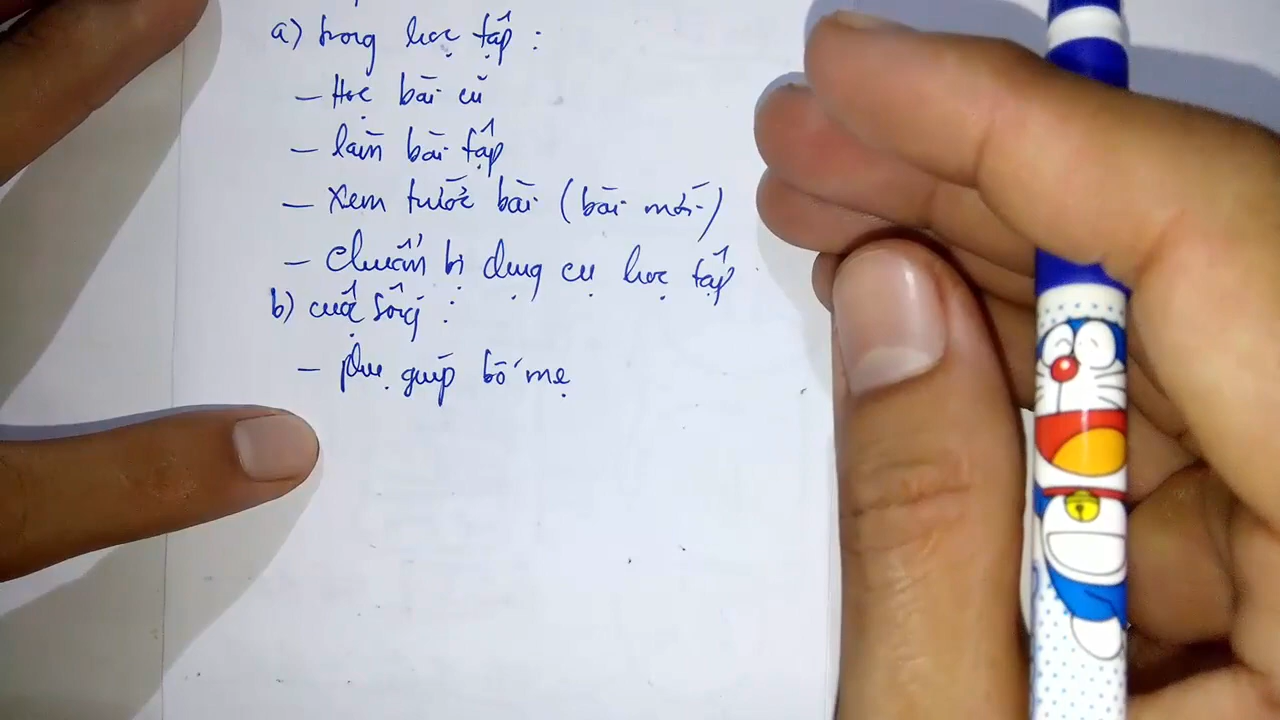 a) trong học tập :
– Học bài cũ
– làm bài tập
– Xem trước bài (bài mới)
– chuẩn bị dụng cụ học tập
b) cuộc sống :
– phụ giúp bố mẹ